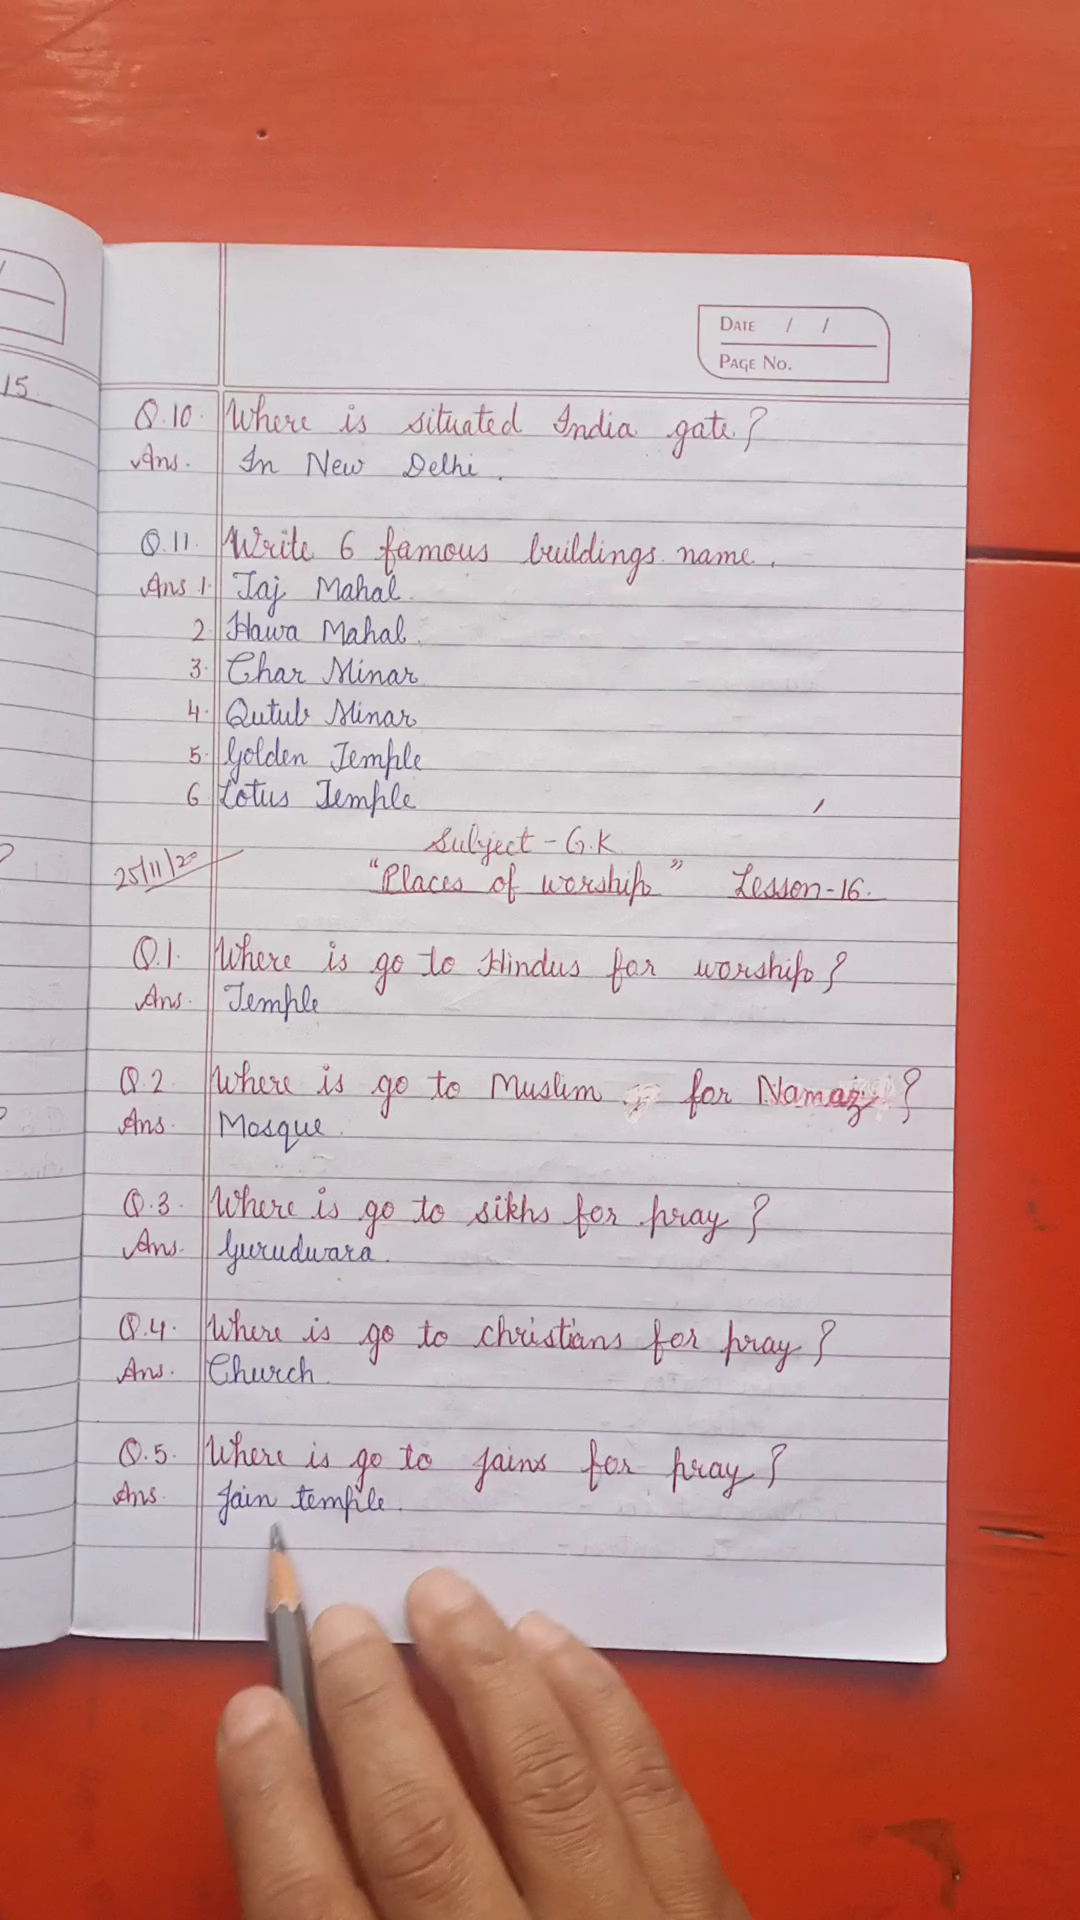 15.
DATE / /
PAGE NO.
Q.10. Where is situated India gate?
Ans. In New Delhi.
Q.11. Write 6 famous buildings name.
Ans 1. Taj Mahal.
2. Hawa Mahal.
3. Char Minar
4. Qutub Minar
5. Golden Temple
6 Lotus Temple
Subject - G.K
25/11/20
"Places of worship" Lesson-16.
Q.1. Where is go to Hindus for worship?
Ans. Temple
Q.2 Where is go to Muslim for Namaz?
Ans. Mosque.
Q.3. Where is go to sikhs for pray?
Ans. Gurudwara.
Q.4. Where is go to christians for pray?
Ans. Church.
Q.5. Where is go to jains for pray?
Ans. Jain temple.